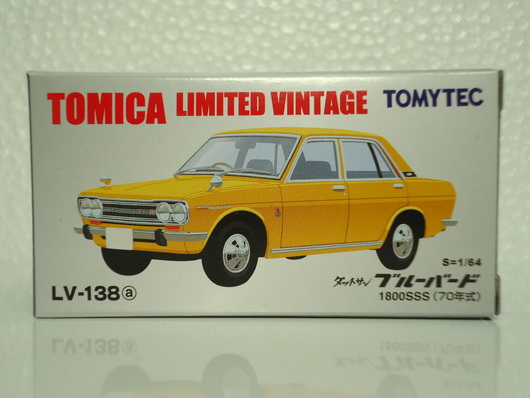 TOMICA LIMITED VINTAGE TOMYTEC
S=1/64
ダットサン ブルーバード
LV-138ⓐ 1800SSS (70年式)